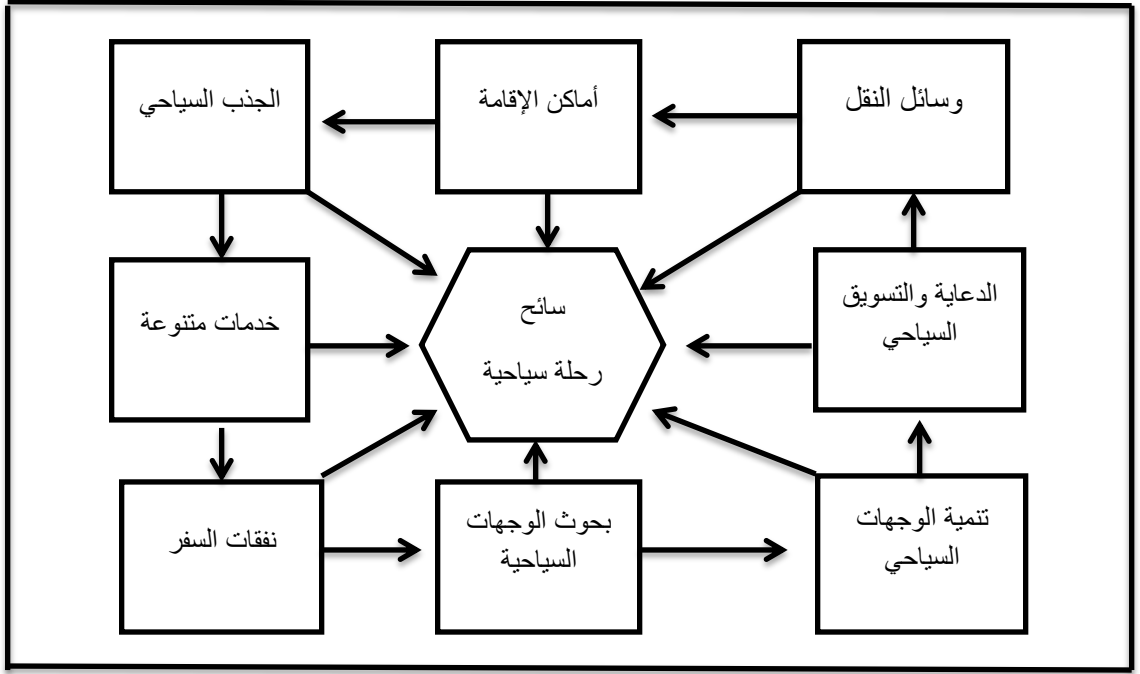 وسائل النقل
أماكن الإقامة
الجذب السياحي
الدعاية والتسويق
السياحي
سائح
رحلة سياحية
خدمات متنوعة
تنمية الوجهات
السياحي
بحوث الوجهات
السياحية
نفقات السفر